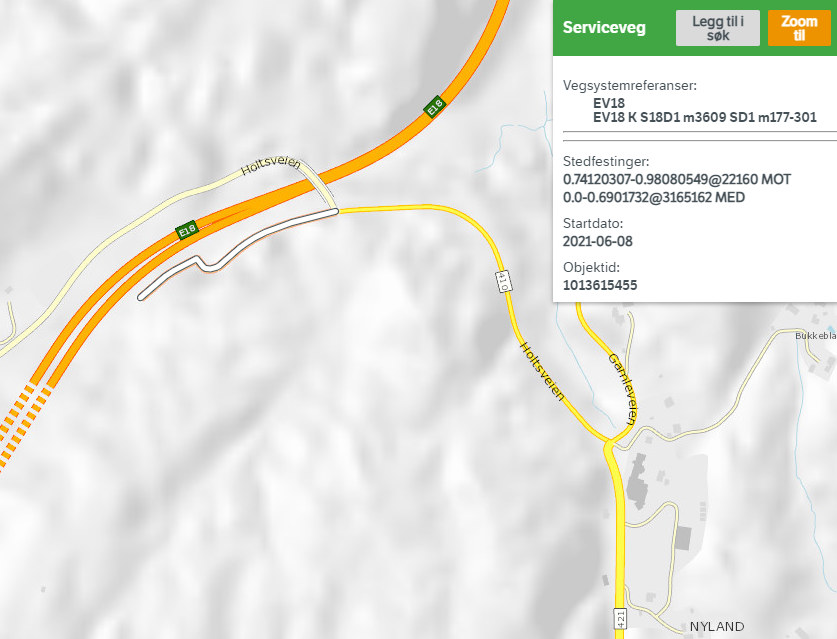 Serviceveg
Legg til i
søk
Zoom
til
Vegsystemreferanser:
EV18
EV18 K S18D1 m3609 SD1 m177-301
Stedfestinger:
0.74120307-0.98080549@22160 MOT
0.0-0.6901732@3165162 MED
Startdato:
2021-06-08
Objektid:
1013615455
E18
Holtsveien
E18
410
Holtsveien
Gamleveien
Bukkebla
421
NYLAND